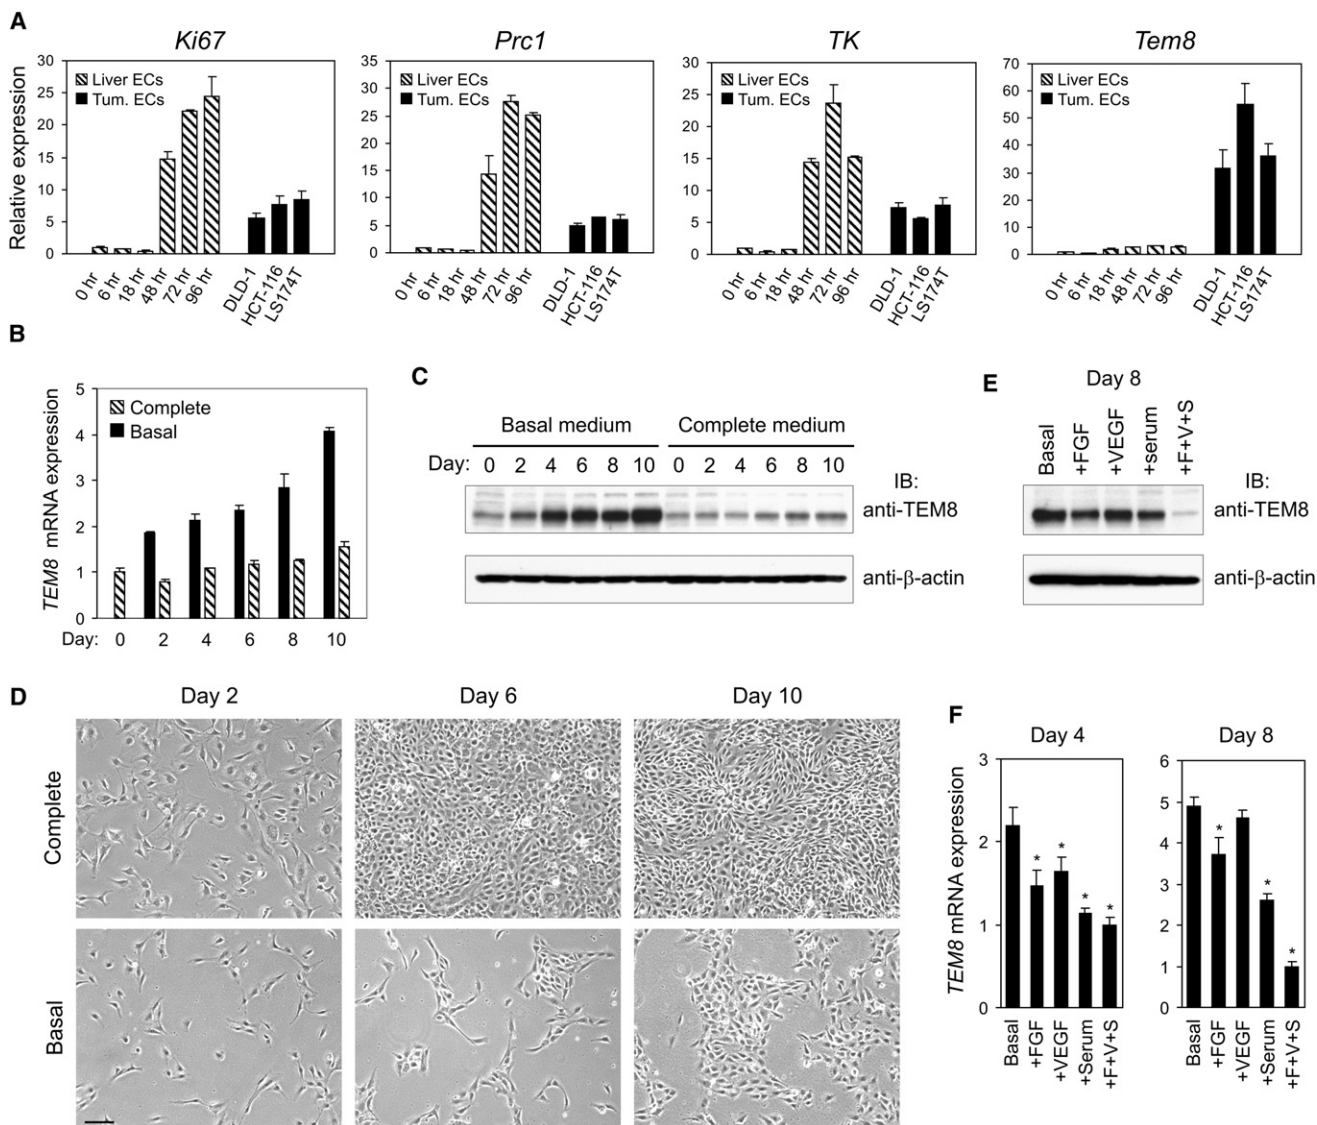 A
Ki67
Prc1
TK
Tem8
Relative expression
30
25
20
15
10
5
0
Liver ECs
Tum. ECs
0 hr
6 hr
18 hr
48 hr
72 hr
96 hr
DLD-1
HCT-116
LS174T
35
30
25
20
15
10
5
0
Liver ECs
Tum. ECs
0 hr
6 hr
18 hr
48 hr
72 hr
96 hr
DLD-1
HCT-116
LS174T
30
25
20
15
10
5
0
Liver ECs
Tum. ECs
0 hr
6 hr
18 hr
48 hr
72 hr
96 hr
DLD-1
HCT-116
LS174T
70
60
50
40
30
20
10
0
Liver ECs
Tum. ECs
0 hr
6 hr
18 hr
48 hr
72 hr
96 hr
DLD-1
HCT-116
LS174T
B
TEM8 mRNA expression
5
4
3
2
1
0
Complete
Basal
Day: 0 2 4 6 8 10
C
Basal medium Complete medium
Day: 0 2 4 6 8 10 0 2 4 6 8 10
IB:
anti-TEM8
anti-β-actin
E
Day 8
Basal
+FGF
+VEGF
+serum
+F+V+S
IB:
anti-TEM8
anti-β-actin
D
Day 2 Day 6 Day 10
Complete
Basal
F
Day 4
TEM8 mRNA expression
3
2
1
0
* * * *
Basal
+FGF
+VEGF
+Serum
+F+V+S
Day 8
6
5
4
3
2
1
0
* * *
Basal
+FGF
+VEGF
+Serum
+F+V+S